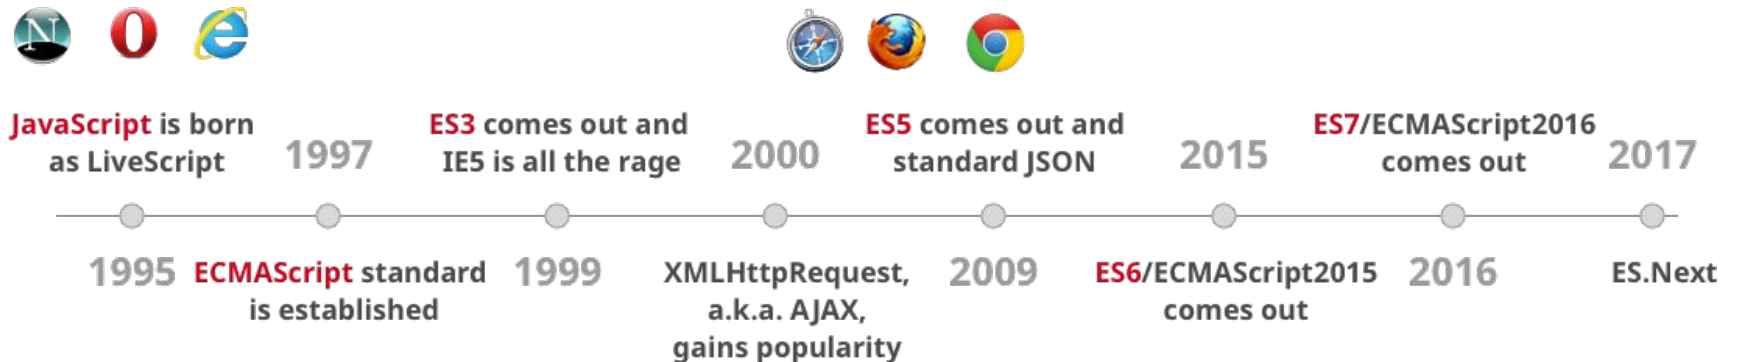 JavaScript is born
as LiveScript
1995
1997
ECMAScript standard
is established
ES3 comes out and
IE5 is all the rage
1999
2000
XMLHttpRequest,
a.k.a. AJAX,
gains popularity
ES5 comes out and
standard JSON
2009
2015
ES6/ECMAScript2015
comes out
ES7/ECMAScript2016
comes out
2016
2017
ES.Next